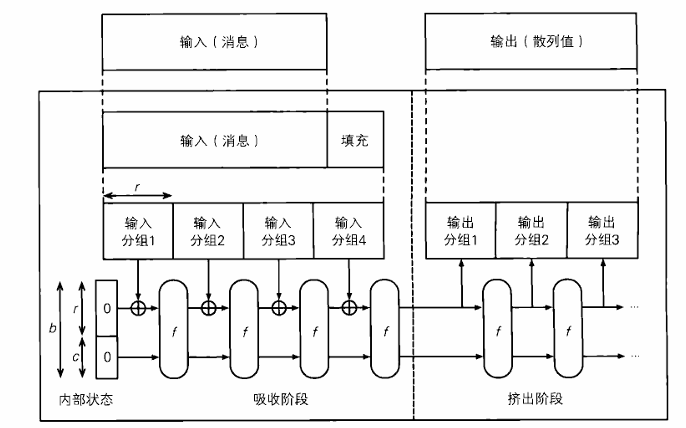 输入（消息）
输出（散列值）
输入（消息）
填充
r
输入
分组1
输入
分组2
输入
分组3
输入
分组4
输出
分组1
输出
分组2
输出
分组3
b
r
c
0
0
f
f
f
f
f
f
...
...
内部状态
吸收阶段
挤出阶段